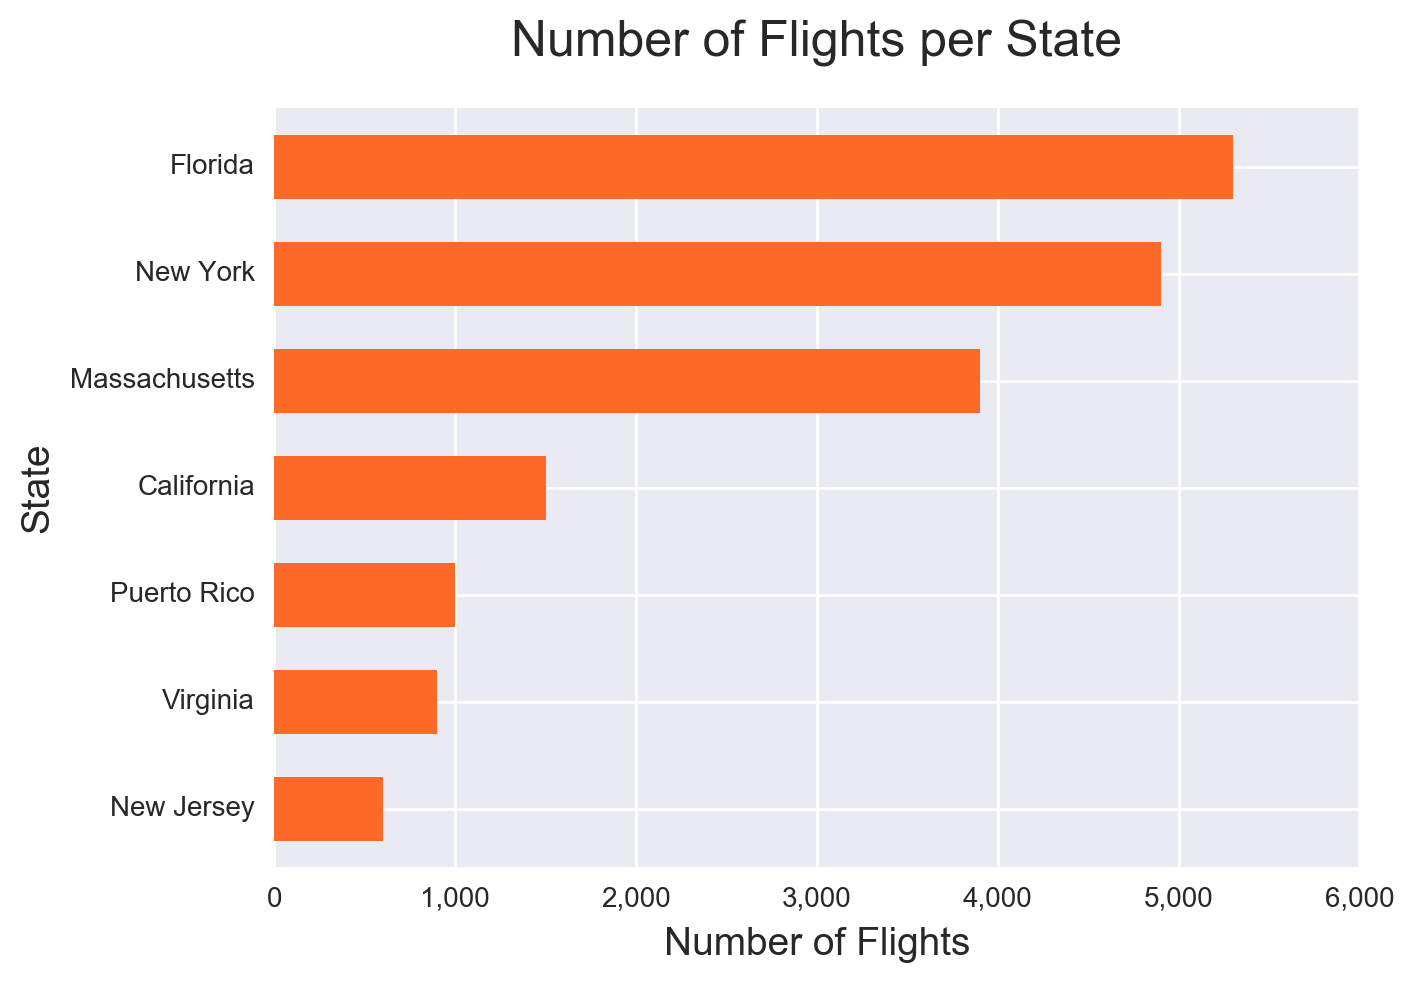 Number of Flights per State
Florida
New York
Massachusetts
California
Puerto Rico
Virginia
New Jersey
State
0 1,000 2,000 3,000 4,000 5,000 6,000
Number of Flights